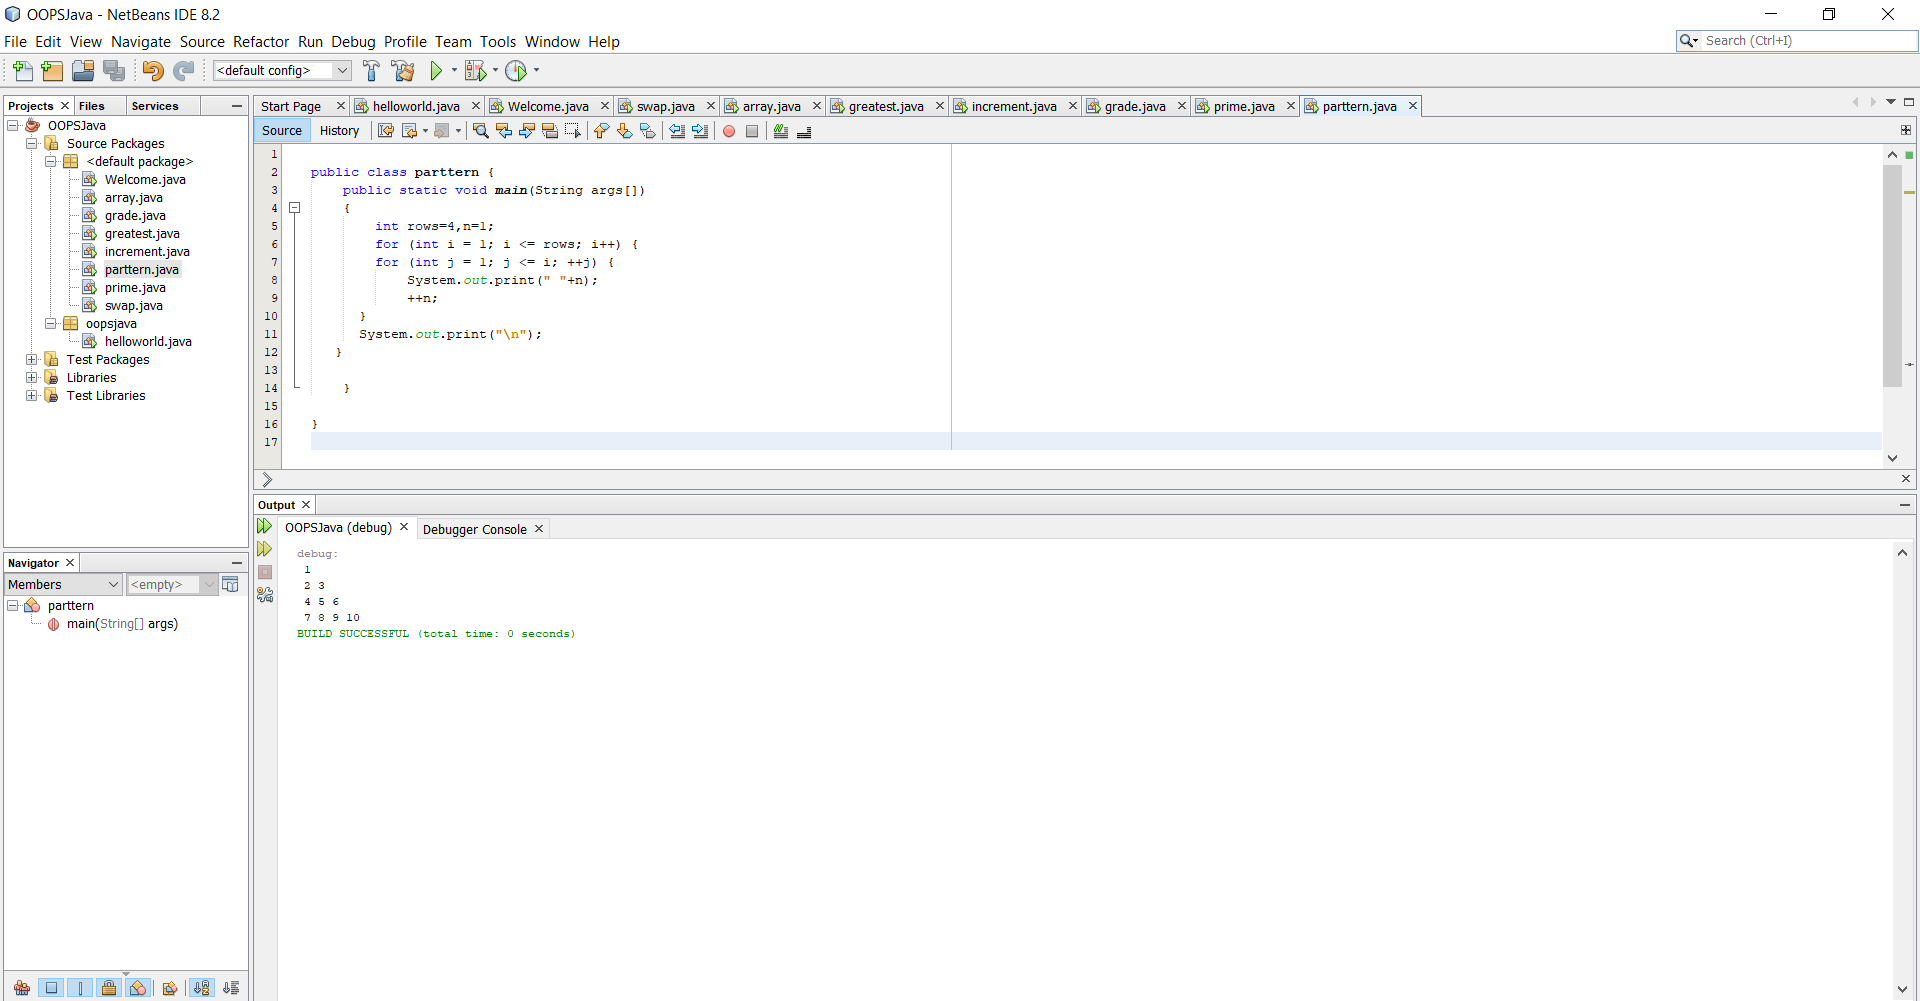 OOPSJava - NetBeans IDE 8.2
File Edit View Navigate Source Refactor Run Debug Profile Team Tools Window Help
Search (Ctrl+I)
<default config>
Projects Files Services
OOPSJava
Source Packages
<default package>
Welcome.java
array.java
grade.java
greatest.java
increment.java
parttern.java
prime.java
swap.java
oopsjava
helloworld.java
Test Packages
Libraries
Test Libraries
Navigator
Members <empty>
parttern
main(String[] args)
Start Page helloworld.java Welcome.java swap.java array.java greatest.java increment.java grade.java prime.java parttern.java
Source History
1
2 public class parttern {
3 public static void main(String args[])
4 {
5 int rows=4,n=1;
6 for (int i = 1; i <= rows; i++) {
7 for (int j = 1; j <= i; ++j) {
8 System.out.print(" "+n);
9 ++n;
10 }
11 System.out.print("\n");
12 }
13
14 }
15
16 }
17
Output
OOPSJava (debug) Debugger Console
debug:
1
2 3
4 5 6
7 8 9 10
BUILD SUCCESSFUL (total time: 0 seconds)